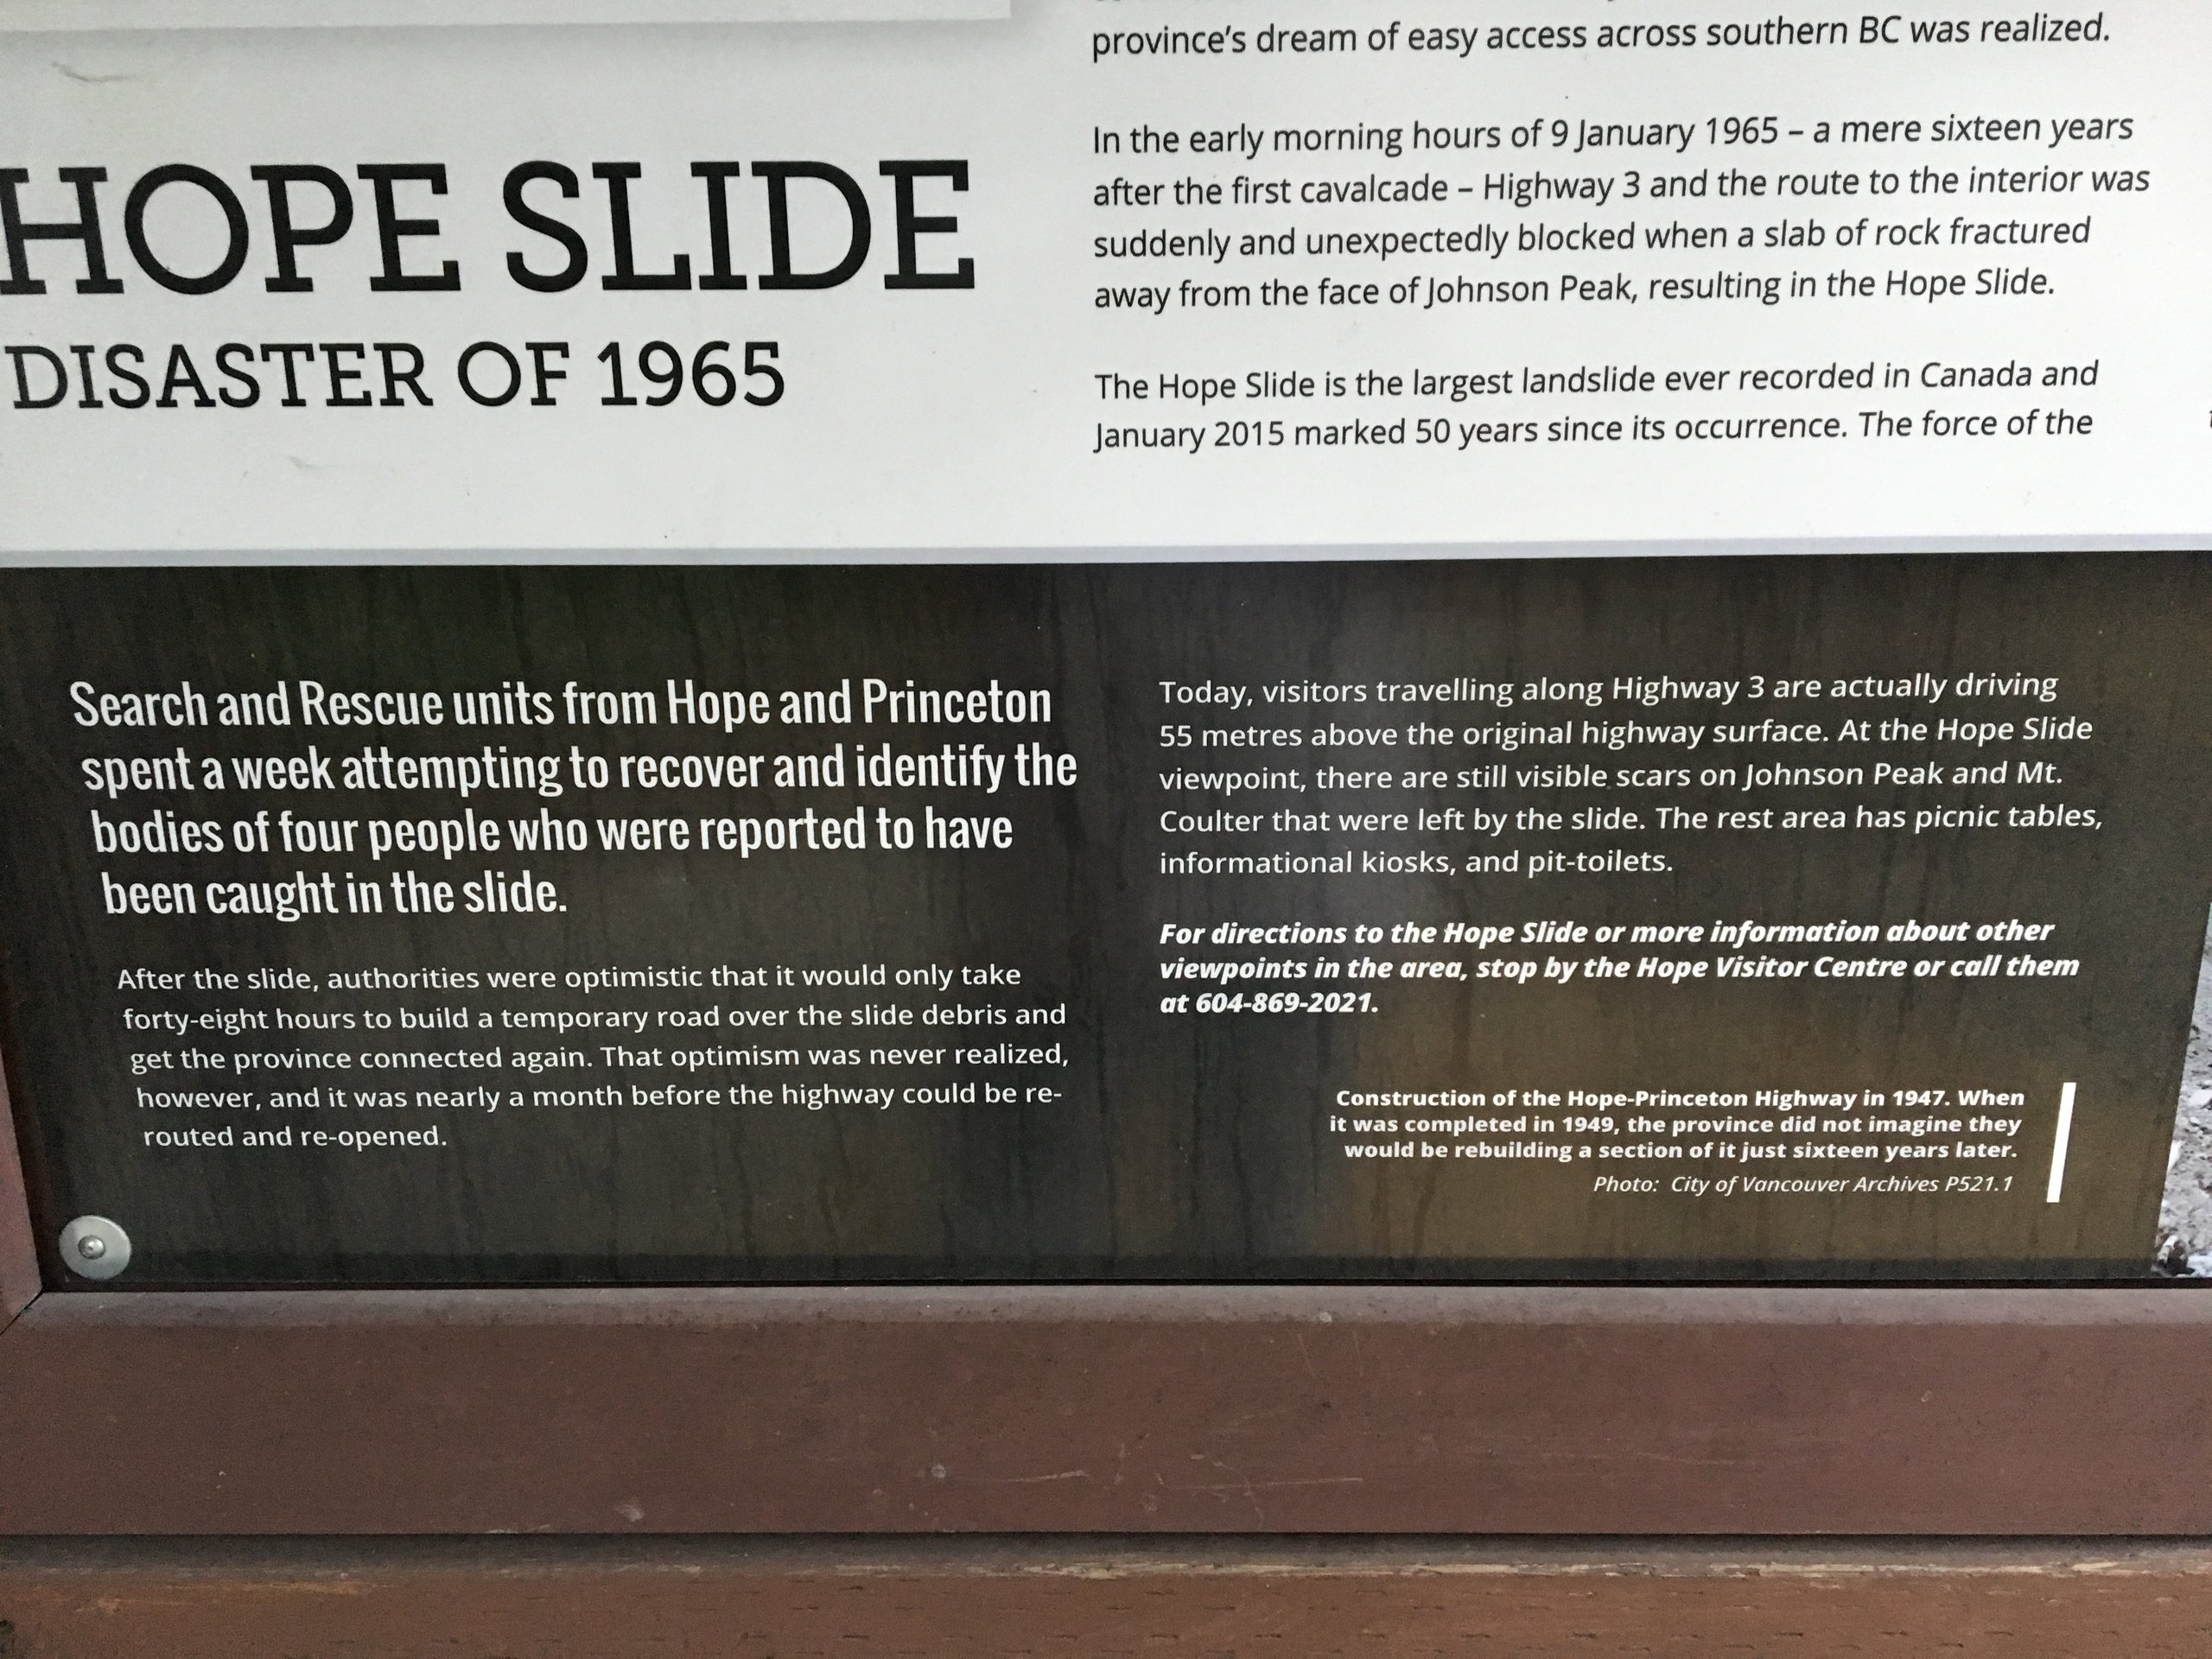 HOPE SLIDE
DISASTER OF 1965
province's dream of easy access across southern BC was realized.
In the early morning hours of 9 January 1965 – a mere sixteen years
after the first cavalcade – Highway 3 and the route to the interior was
suddenly and unexpectedly blocked when a slab of rock fractured
away from the face of Johnson Peak, resulting in the Hope Slide.
The Hope Slide is the largest landslide ever recorded in Canada and
January 2015 marked 50 years since its occurrence. The force of the
Search and Rescue units from Hope and Princeton
spent a week attempting to recover and identify the
bodies of four people who were reported to have
been caught in the slide.
After the slide, authorities were optimistic that it would only take
forty-eight hours to build a temporary road over the slide debris and
get the province connected again. That optimism was never realized,
however, and it was nearly a month before the highway could be re-
routed and re-opened.
Today, visitors travelling along Highway 3 are actually driving
55 metres above the original highway surface. At the Hope Slide
viewpoint, there are still visible scars on Johnson Peak and Mt.
Coulter that were left by the slide. The rest area has picnic tables,
informational kiosks, and pit-toilets.
For directions to the Hope Slide or more information about other
viewpoints in the area, stop by the Hope Visitor Centre or call them
at 604-869-2021.
Construction of the Hope-Princeton Highway in 1947. When
it was completed in 1949, the province did not imagine they
would be rebuilding a section of it just sixteen years later.
Photo: City of Vancouver Archives P521.1